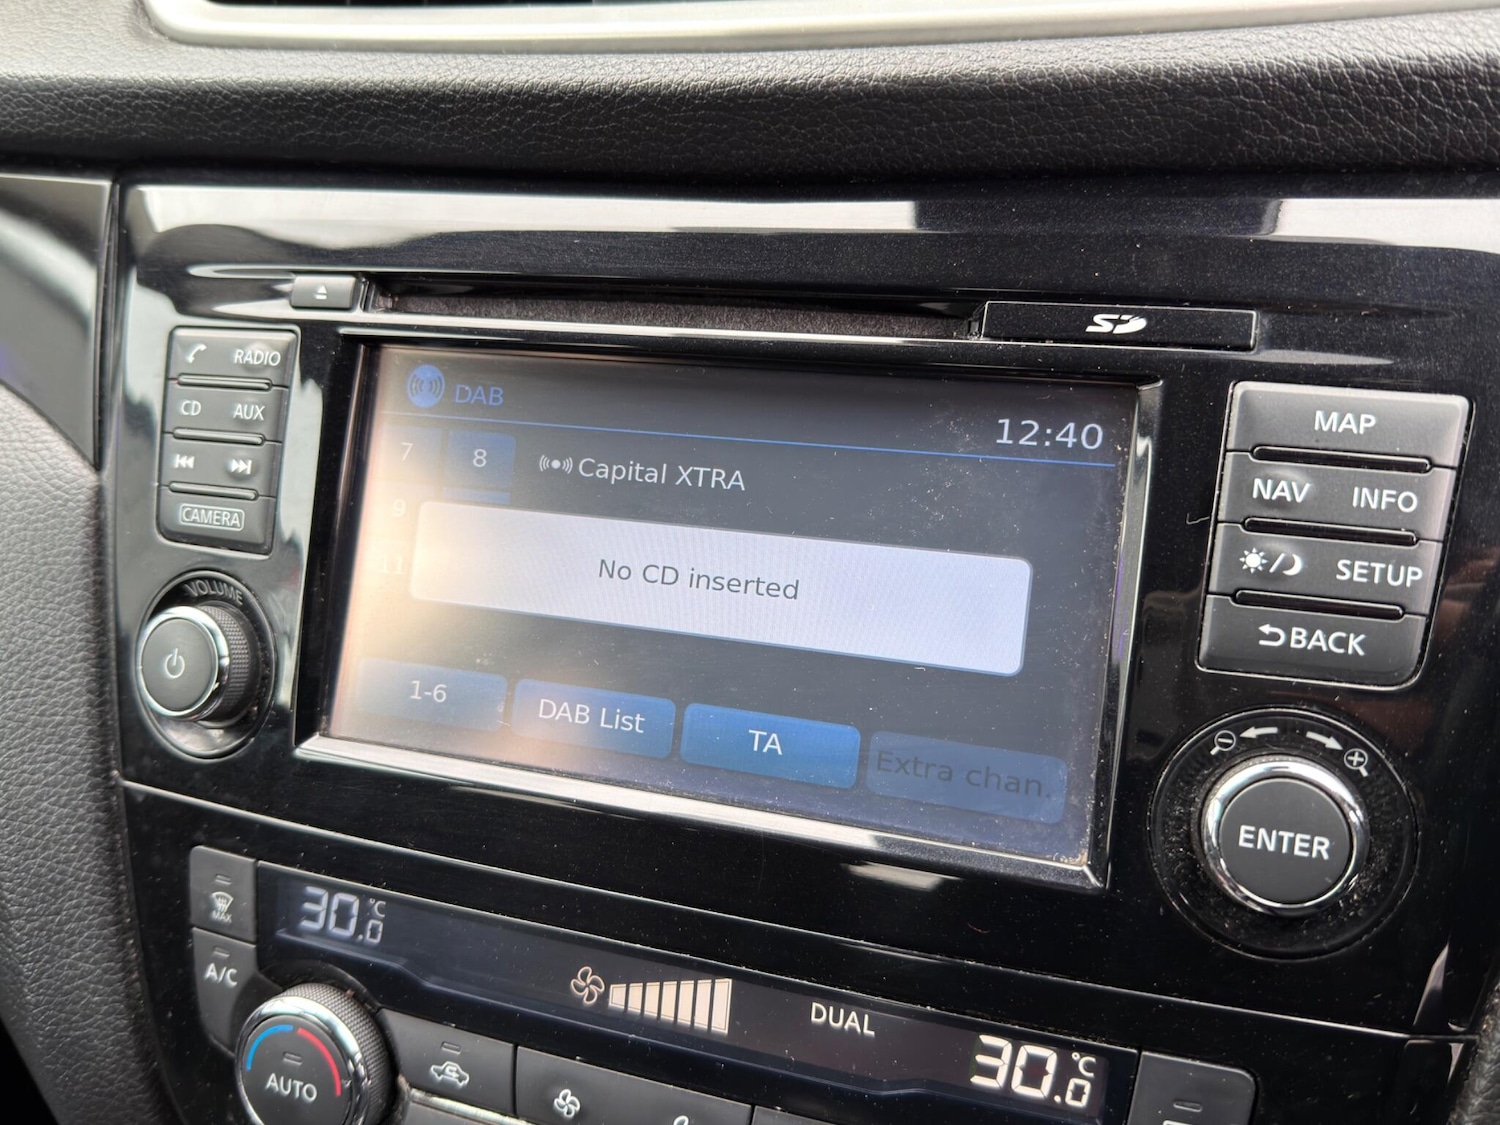 SD
RADIO
CD AUX
CAMERA
VOLUME
DAB
12:40
7 8 Capital XTRA
9
11
No CD inserted
1-6 DAB List TA Extra chan.
MAP
NAV INFO
SETUP
BACK
ENTER
MAX
A/C
30.0 °C
DUAL
30.0 °C
AUTO